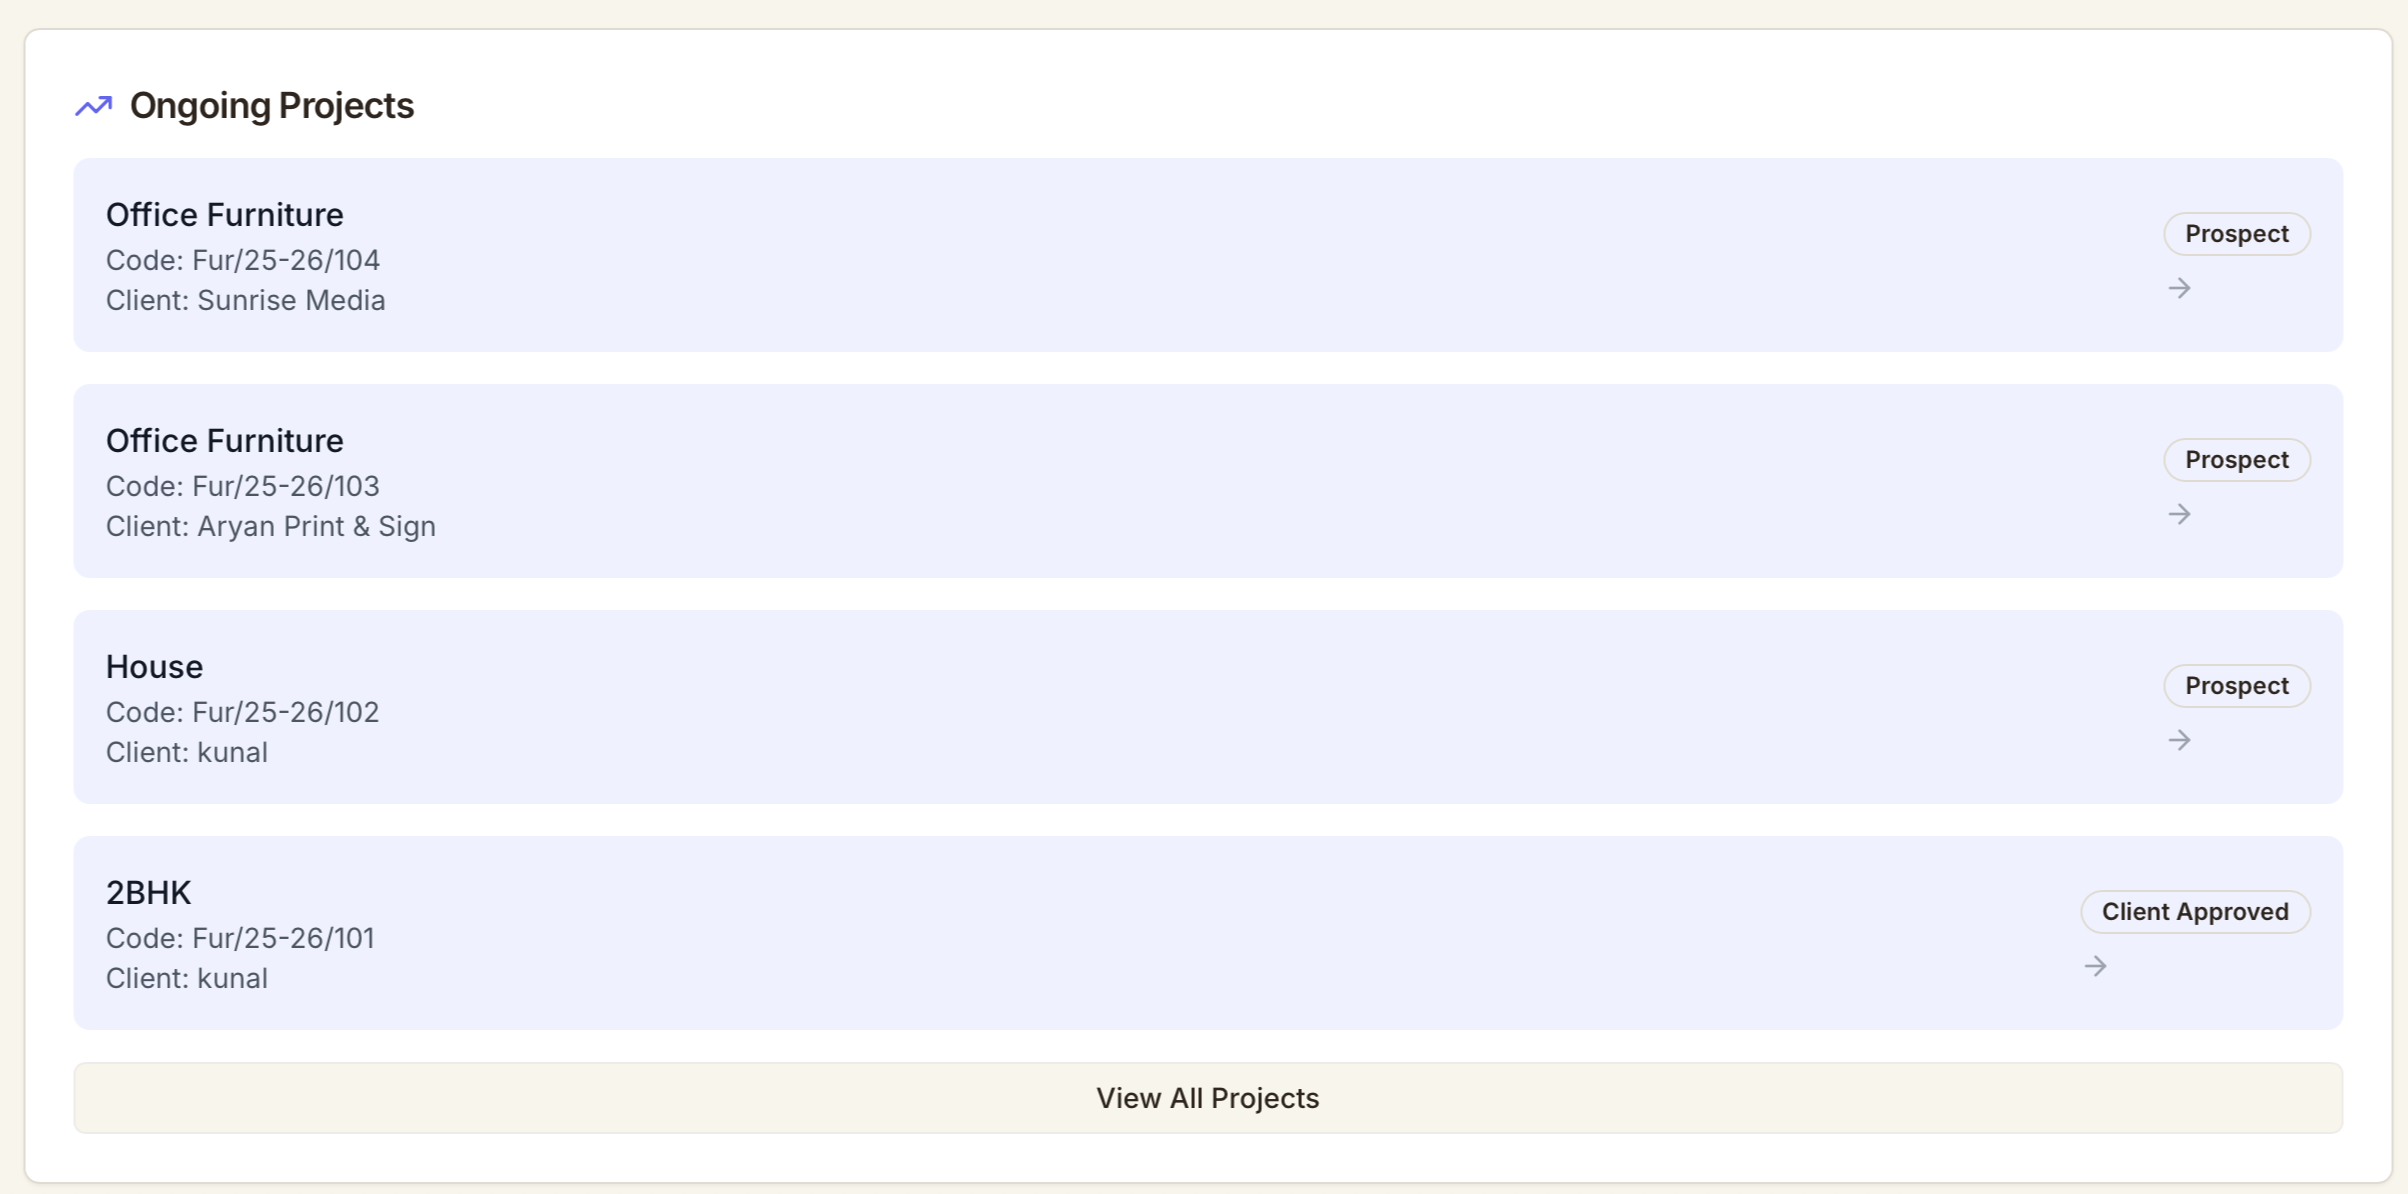 Ongoing Projects
Office Furniture
Code: Fur/25-26/104
Client: Sunrise Media
Prospect
Office Furniture
Code: Fur/25-26/103
Client: Aryan Print & Sign
Prospect
House
Code: Fur/25-26/102
Client: kunal
Prospect
2BHK
Code: Fur/25-26/101
Client: kunal
Client Approved
View All Projects